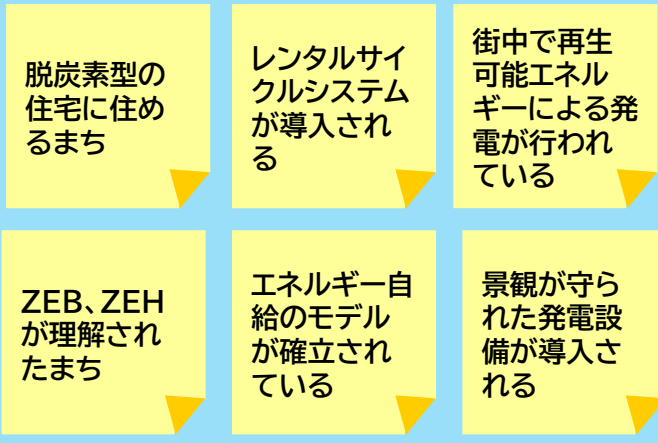 脱炭素型の
住宅に住め
るまち
レンタルサイ
クルシステム
が導入され
る
街中で再生
可能エネル
ギーによる発
電が行われ
ている
ZEB、ZEH
が理解され
たまち
エネルギー自
給のモデル
が確立され
ている
景観が守ら
れた発電設
備が導入さ
れる